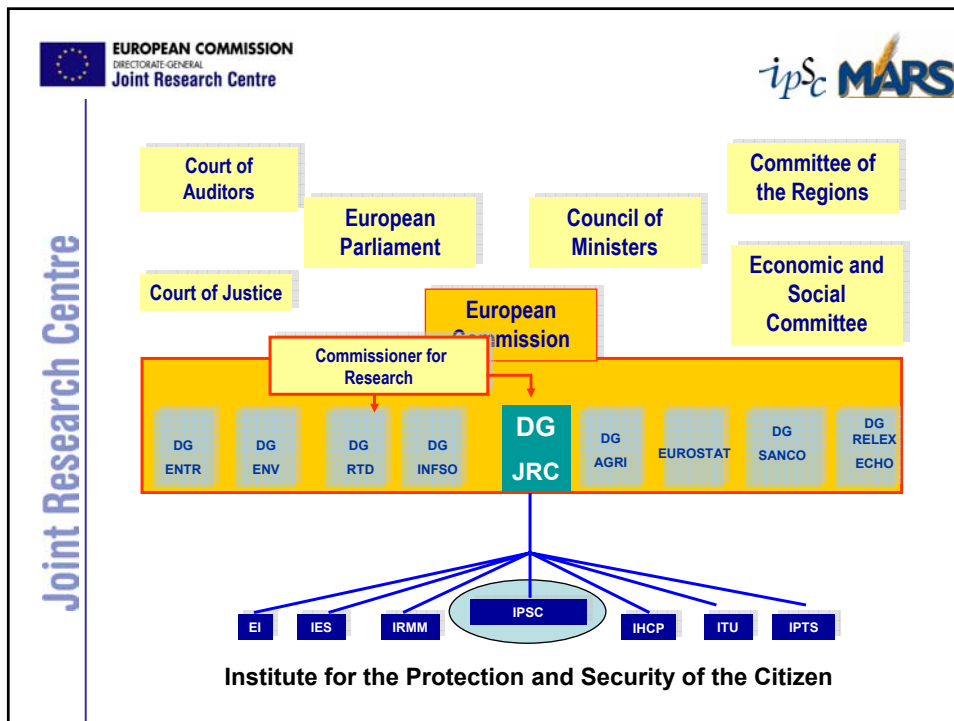 EUROPEAN COMMISSION
DIRECTORATE-GENERAL
Joint Research Centre
ipSc MARS
Joint Research Centre
Court of
Auditors
European
Parliament
Council of
Ministers
Committee of
the Regions
Court of Justice
Economic and
Social
Committee
European
Commission
Commissioner for
Research
DG
ENTR
DG
ENV
DG
RTD
DG
INFSO
DG
JRC
DG
AGRI
EUROSTAT
DG
SANCO
DG
RELEX
ECHO
EI
IES
IRMM
IPSC
IHCP
ITU
IPTS
Institute for the Protection and Security of the Citizen